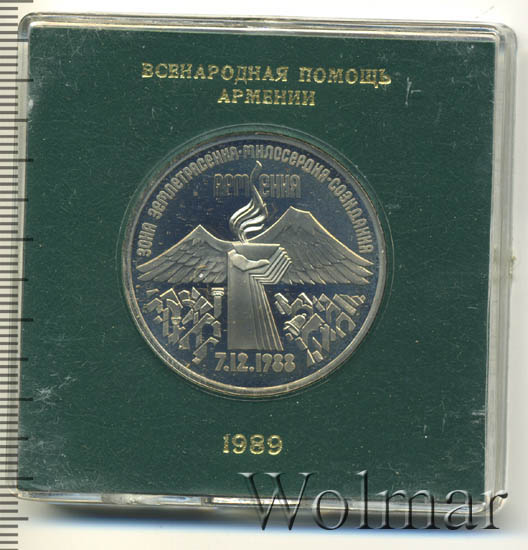 ВСЕНАРОДНАЯ ПОМОЩЬ
АРМЕНИИ
ЗОНА ЗЕМЛЕТРЯСЕНИЯ·МИЛОСЕРДИЯ·СОЗИДАНИЯ
АРМЕНИЯ
7.12.1988
1989
Wolmar